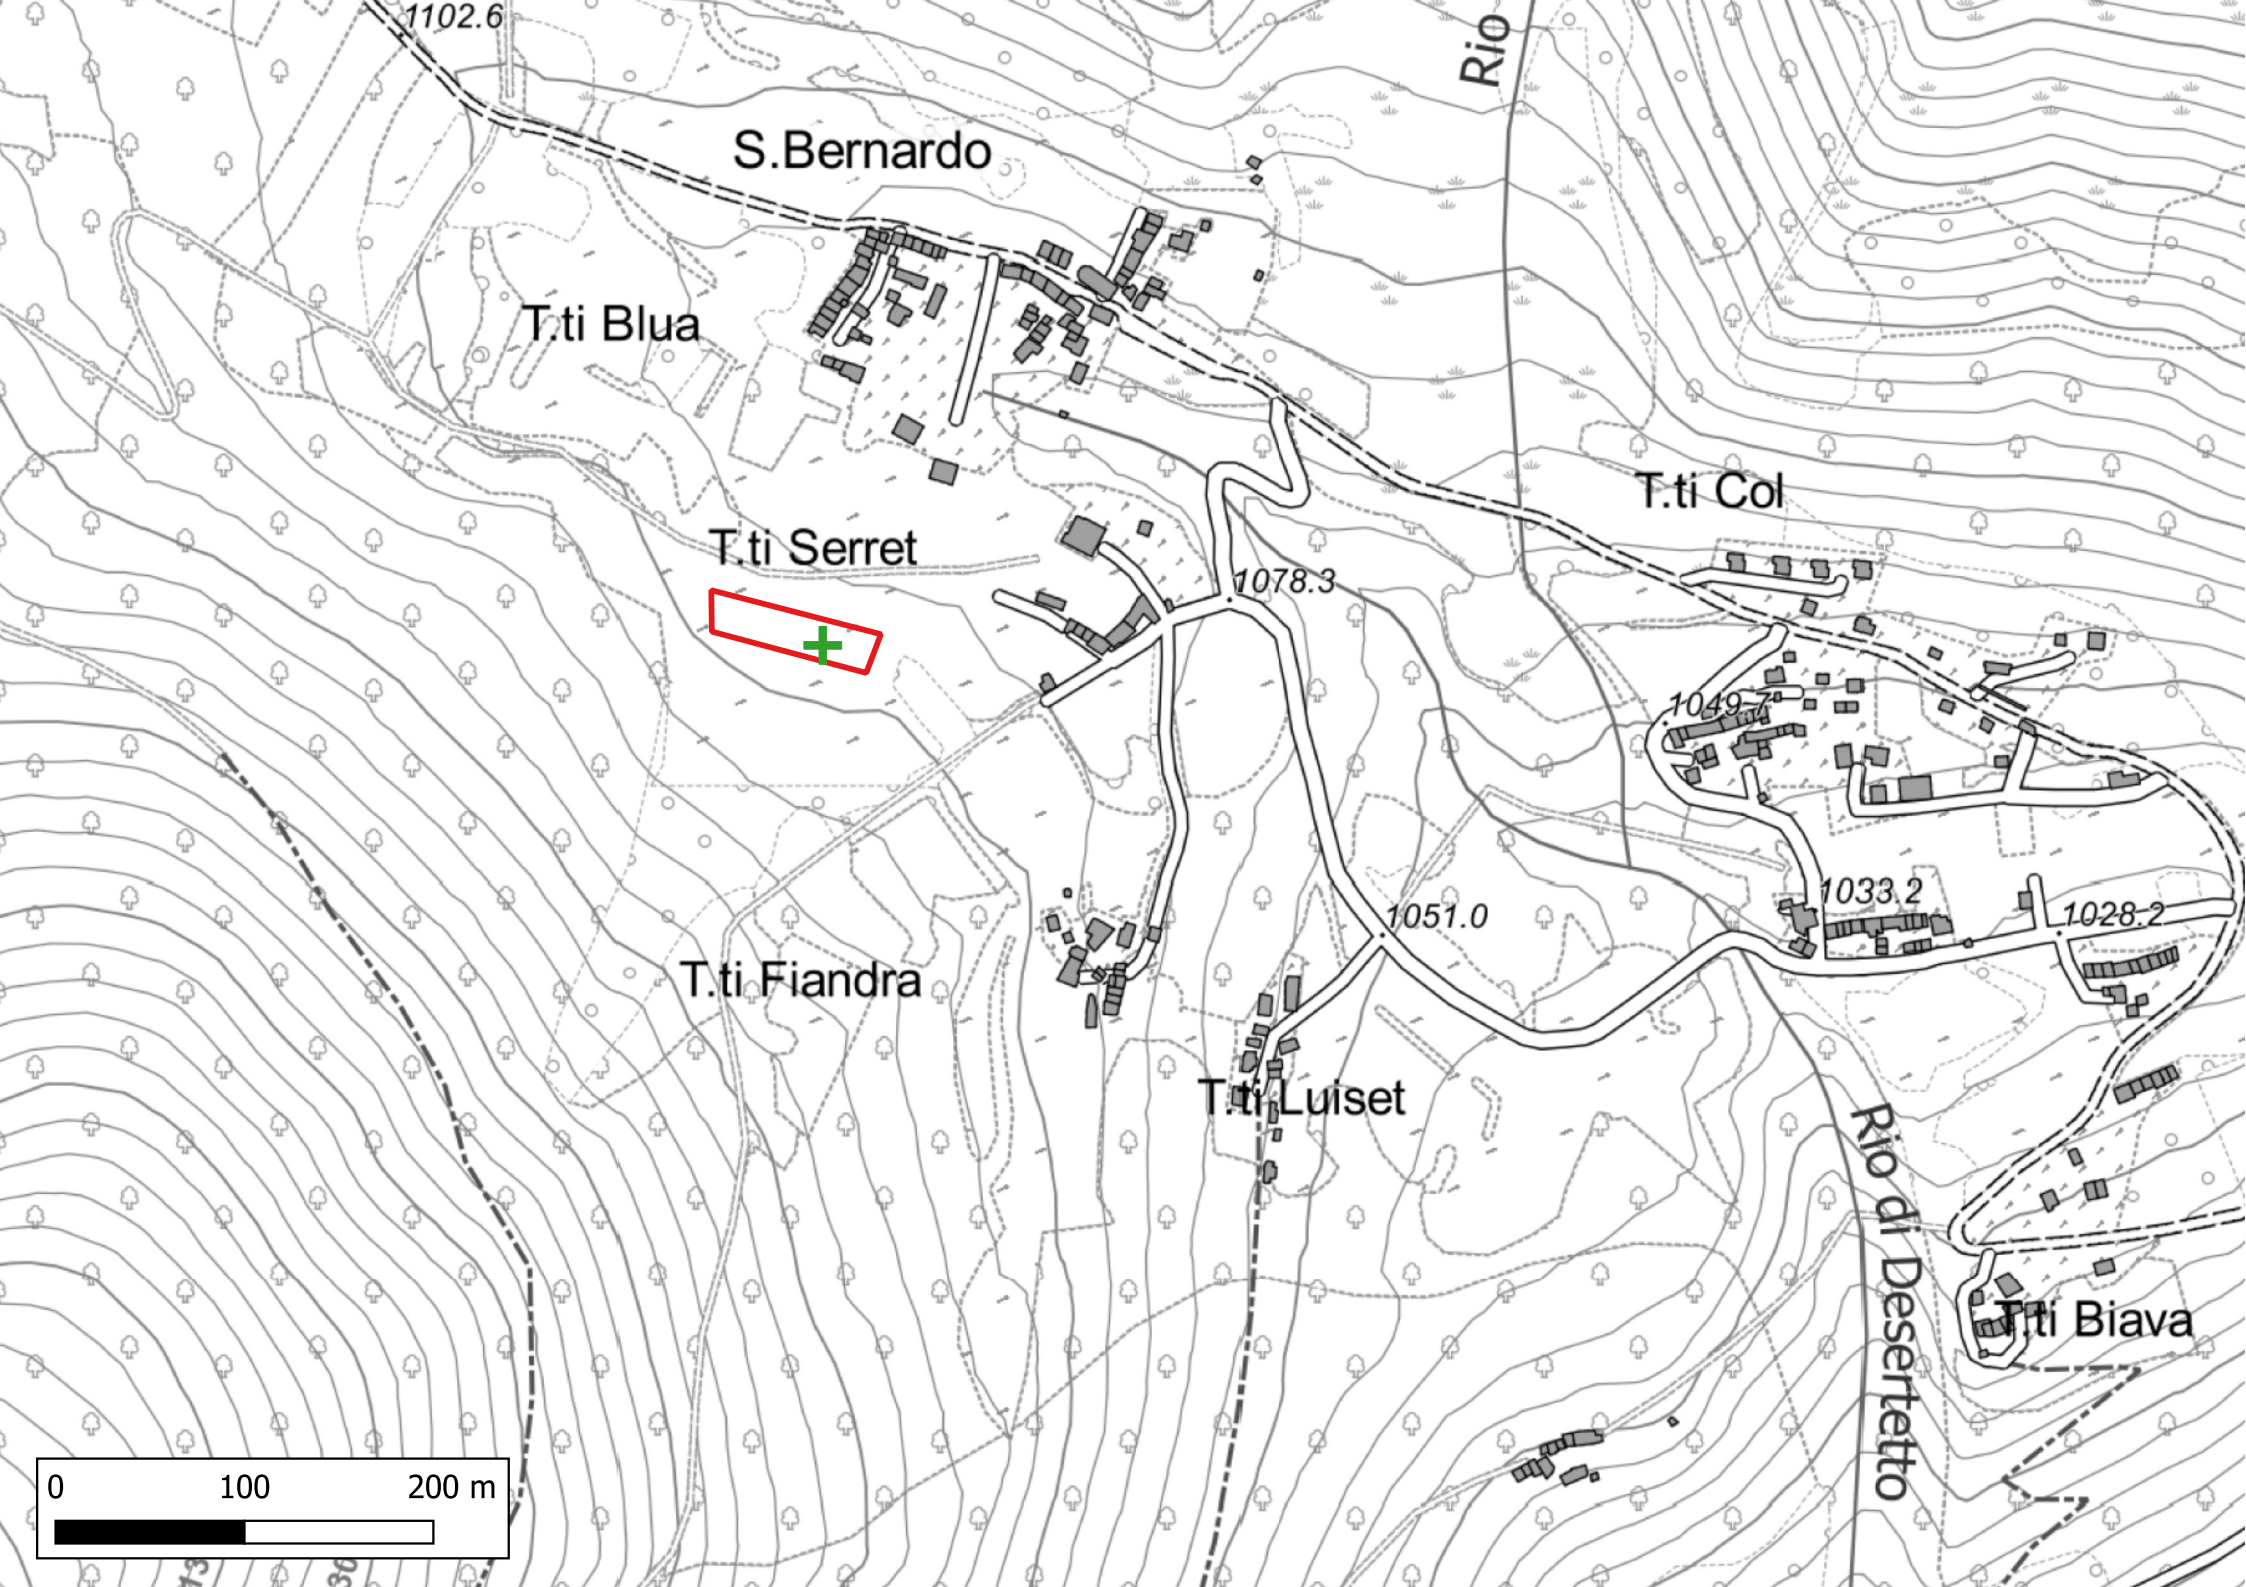 1102.6
Rio
S.Bernardo
T.ti Blua
T.ti Col
T.ti Serret
1078.3
1049.7
1033.2
1051.0
1028.2
T.ti Fiandra
T.ti Luiset
Rio di Desertetto
T.ti Biava
0 100 200 m